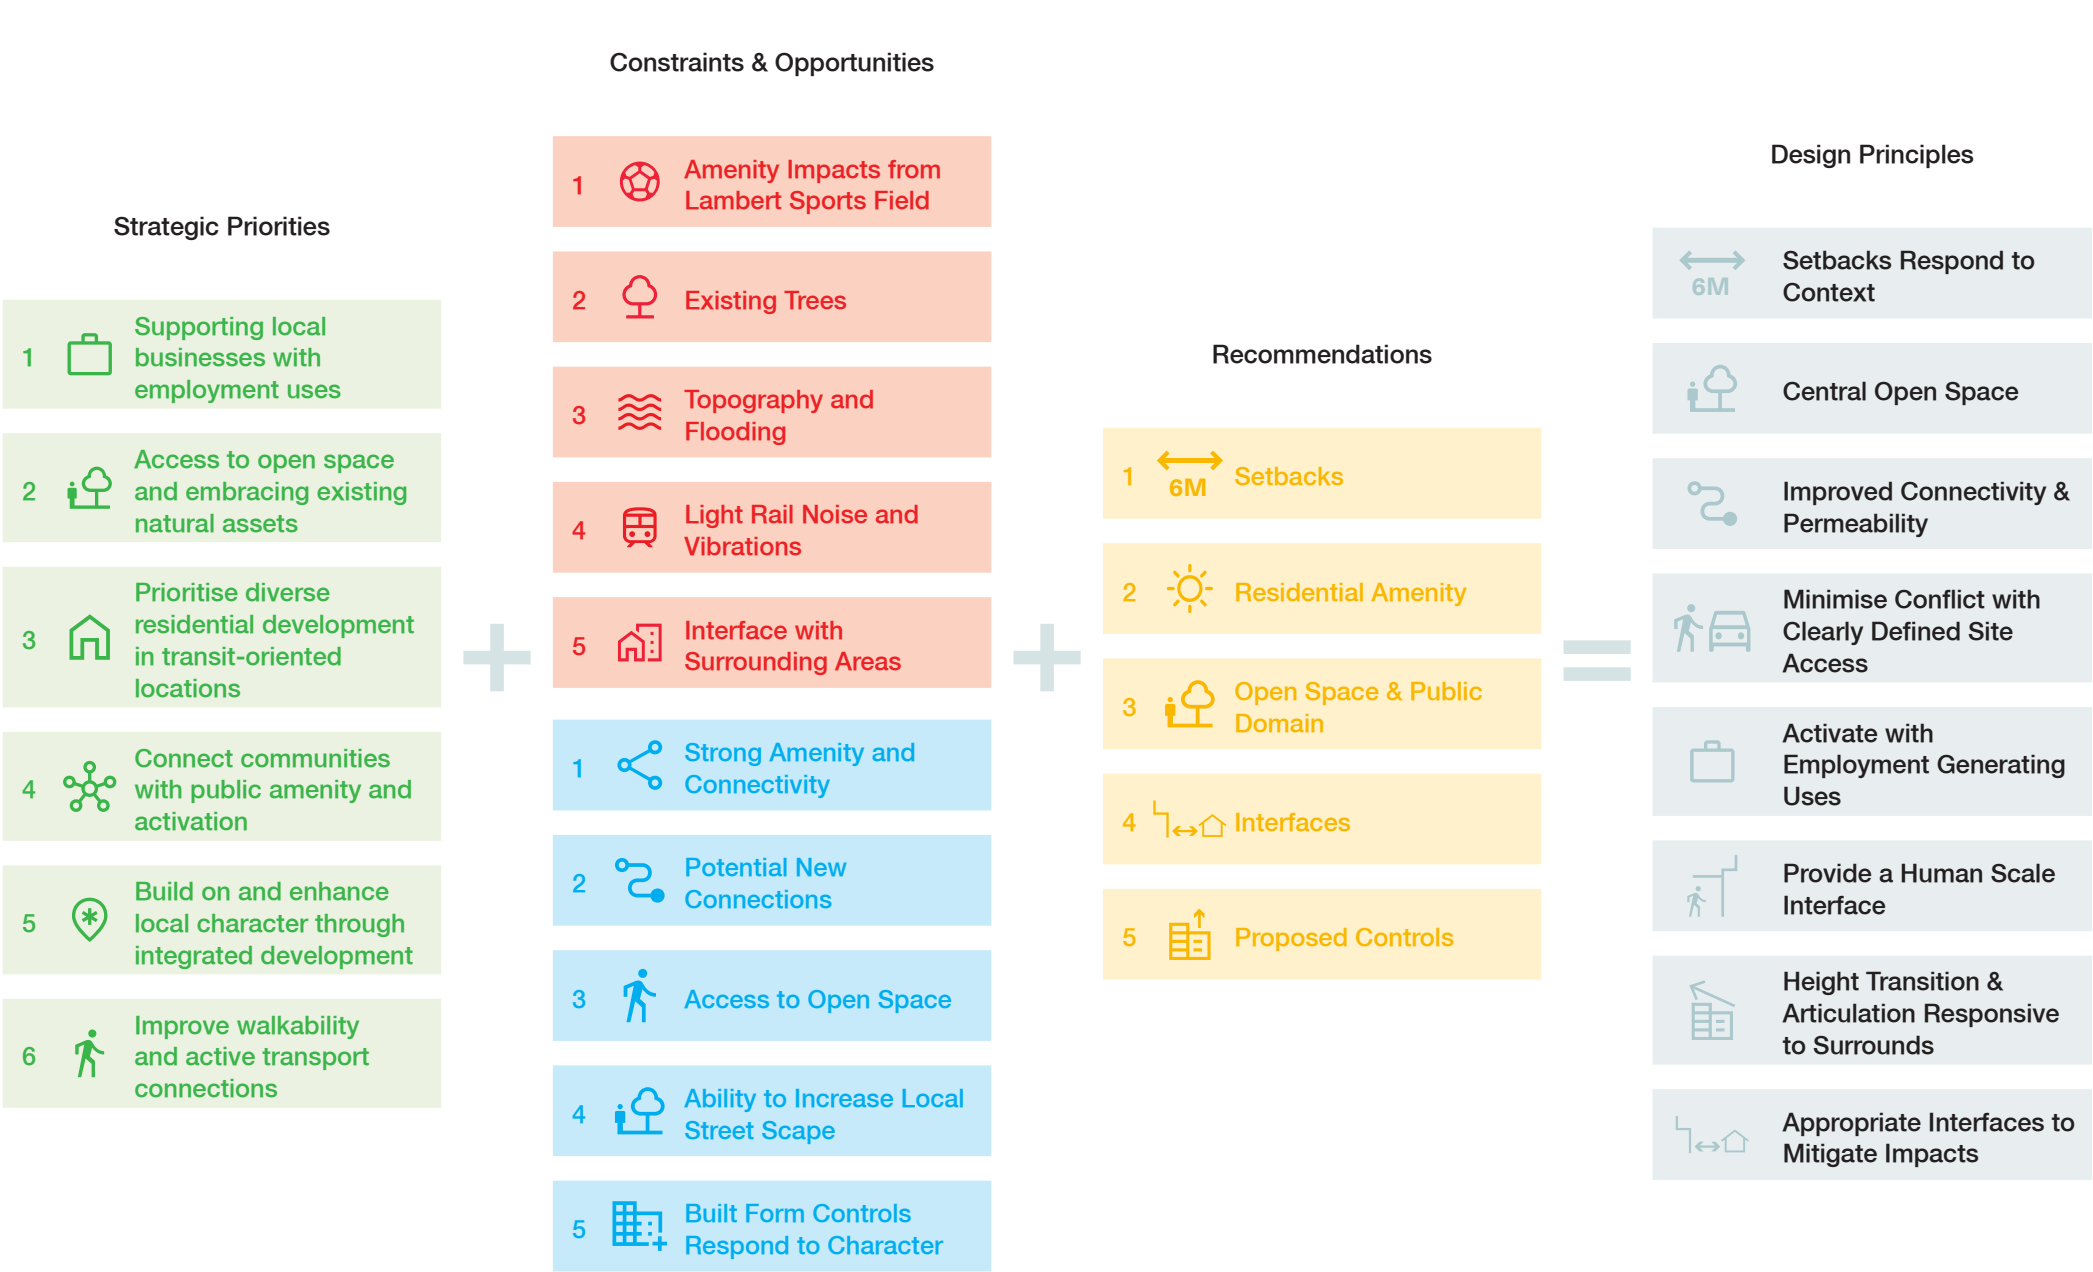 Strategic Priorities
1
Supporting local
businesses with
employment uses
2
Access to open space
and embracing existing
natural assets
3
Prioritise diverse
residential development
in transit-oriented
locations
4
Connect communities
with public amenity and
activation
5
Build on and enhance
local character through
integrated development
6
Improve walkability
and active transport
connections
+
Constraints & Opportunities
1
Amenity Impacts from
Lambert Sports Field
2
Existing Trees
3
Topography and
Flooding
4
Light Rail Noise and
Vibrations
5
Interface with
Surrounding Areas
1
Strong Amenity and
Connectivity
2
Potential New
Connections
3
Access to Open Space
4
Ability to Increase Local
Street Scape
5
Built Form Controls
Respond to Character
+
Recommendations
1
6M
Setbacks
2
Residential Amenity
3
Open Space & Public
Domain
4
Interfaces
5
Proposed Controls
=
Design Principles
6M
Setbacks Respond to
Context
Central Open Space
Improved Connectivity &
Permeability
Minimise Conflict with
Clearly Defined Site
Access
Activate with
Employment Generating
Uses
Provide a Human Scale
Interface
Height Transition &
Articulation Responsive
to Surrounds
Appropriate Interfaces to
Mitigate Impacts